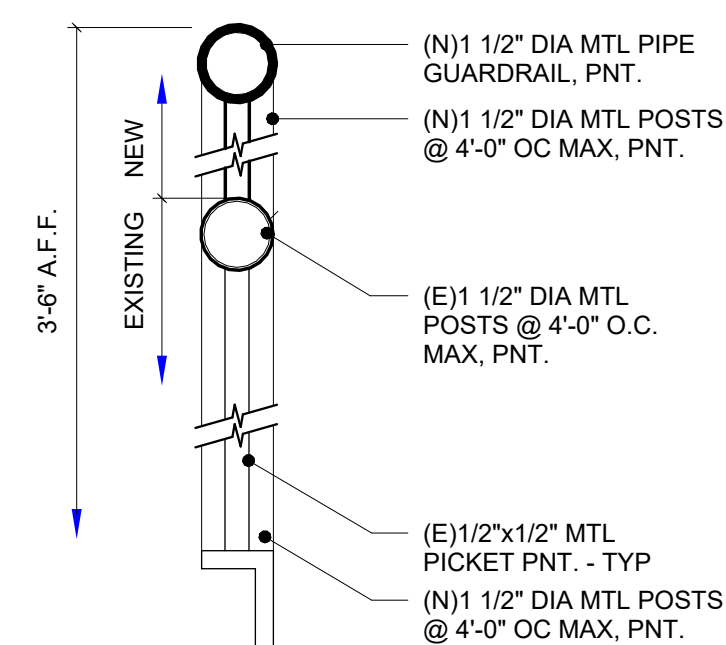 (N)1 1/2" DIA MTL PIPE
GUARDRAIL, PNT.
(N)1 1/2" DIA MTL POSTS
@ 4'-0" OC MAX, PNT.
NEW
EXISTING
3'-6" A.F.F.
(E)1 1/2" DIA MTL
POSTS @ 4'-0" O.C.
MAX, PNT.
(E)1/2"x1/2" MTL
PICKET PNT. - TYP
(N)1 1/2" DIA MTL POSTS
@ 4'-0" OC MAX, PNT.